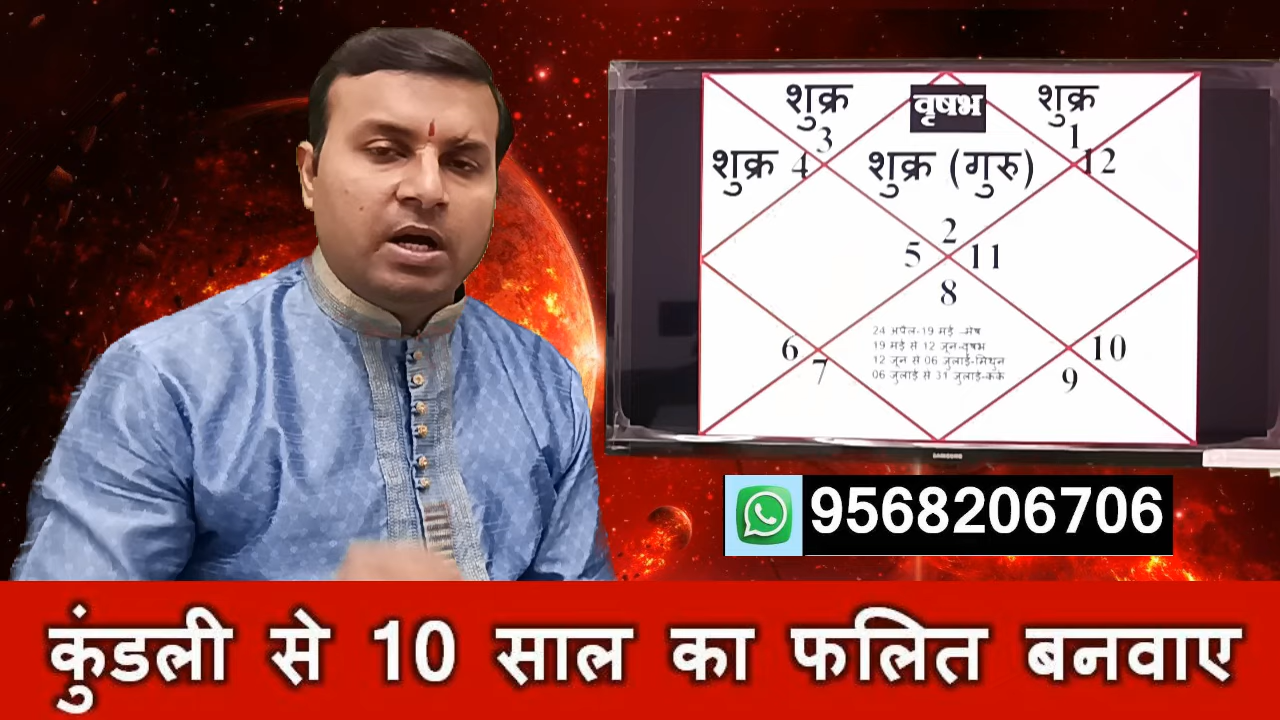 शुक्र
वृषभ
शुक्र
3
1
शुक्र 4
शुक्र (गुरु)
12
2
5
11
8
24 अप्रैल-19 मई -मेष
19 मई से 12 जून-वृषभ
12 जून से 06 जुलाई-मिथुन
06 जुलाई से 31 जुलाई-कर्क
6
7
10
9
SAMSUNG
9568206706
कुंडली से 10 साल का फलित बनवाए